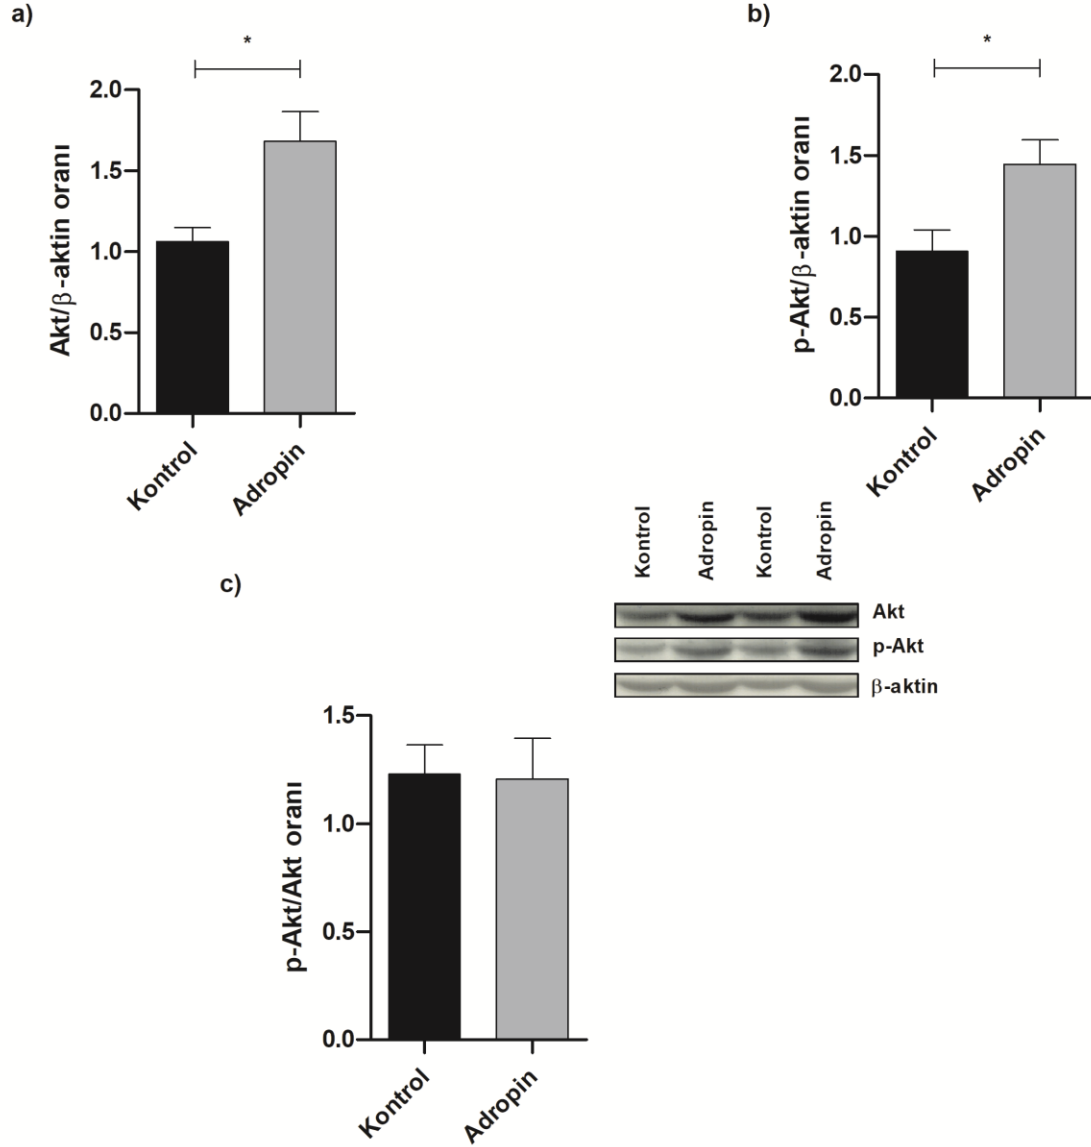 a)
*
2.0
1.5
1.0
0.5
0.0
Akt/β-aktin oranı
Kontrol
Adropin
b)
*
2.0
1.5
1.0
0.5
0.0
p-Akt/β-aktin oranı
Kontrol
Adropin
Kontrol
Adropin
Kontrol
Adropin
Akt
p-Akt
β-aktin
c)
1.5
1.0
0.5
0.0
p-Akt/Akt oranı
Kontrol
Adropin